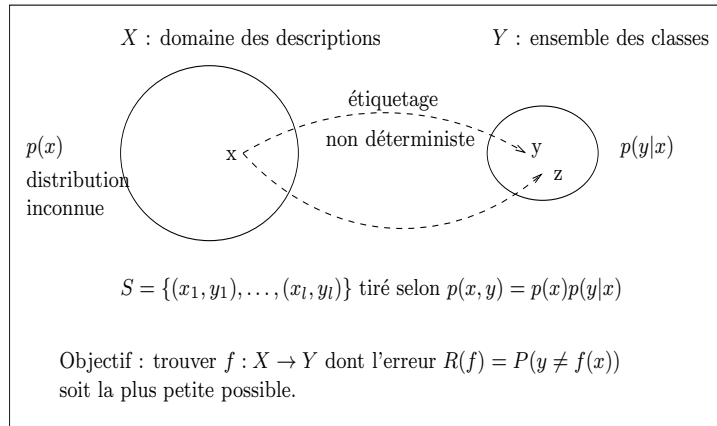 X : domaine des descriptions
Y : ensemble des classes
étiquetage
non déterministe
p(x)
distribution
inconnue
x
y
z
p(y|x)
S = {(x₁, y₁), . . . , (xₗ, yₗ)} tiré selon p(x, y) = p(x)p(y|x)
Objectif : trouver f : X → Y dont l'erreur R(f) = P(y ≠ f(x))
soit la plus petite possible.